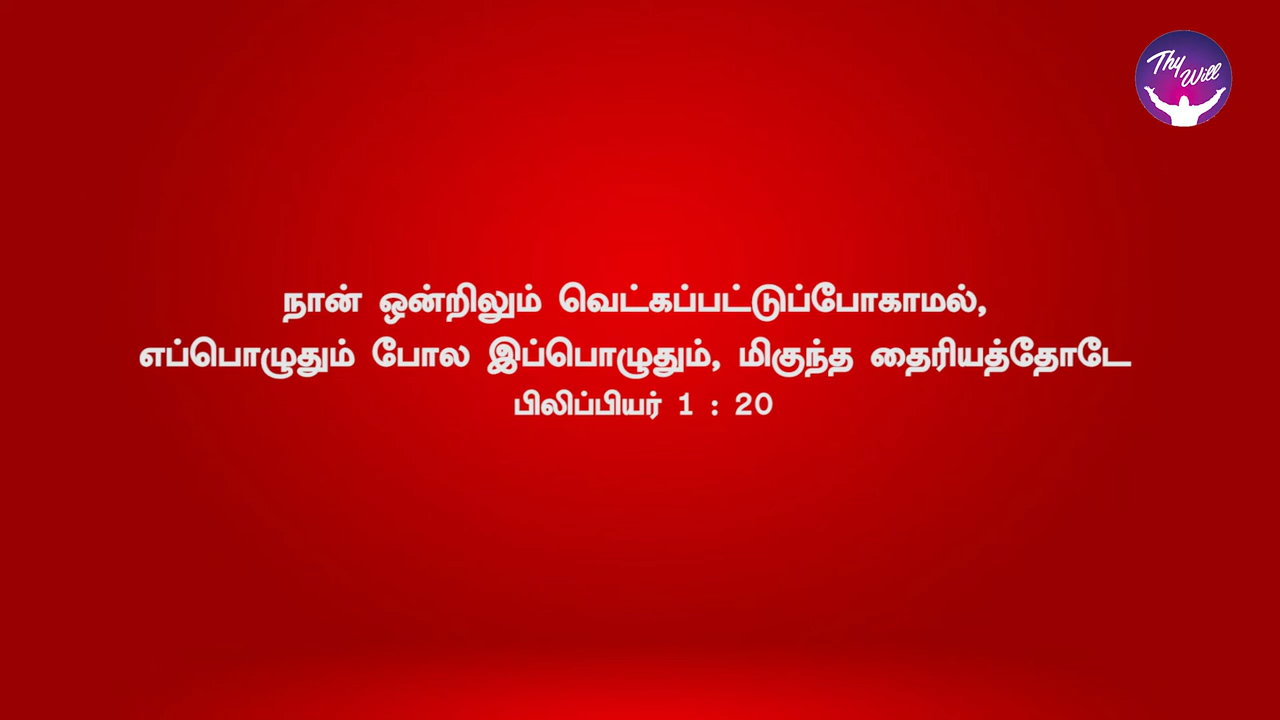 Thy Will
நான் ஒன்றிலும் வெட்கப்பட்டுப்போகாமல்,
எப்பொழுதும் போல இப்பொழுதும், மிகுந்த தைரியத்தோடே
பிலிப்பியர் 1 : 20